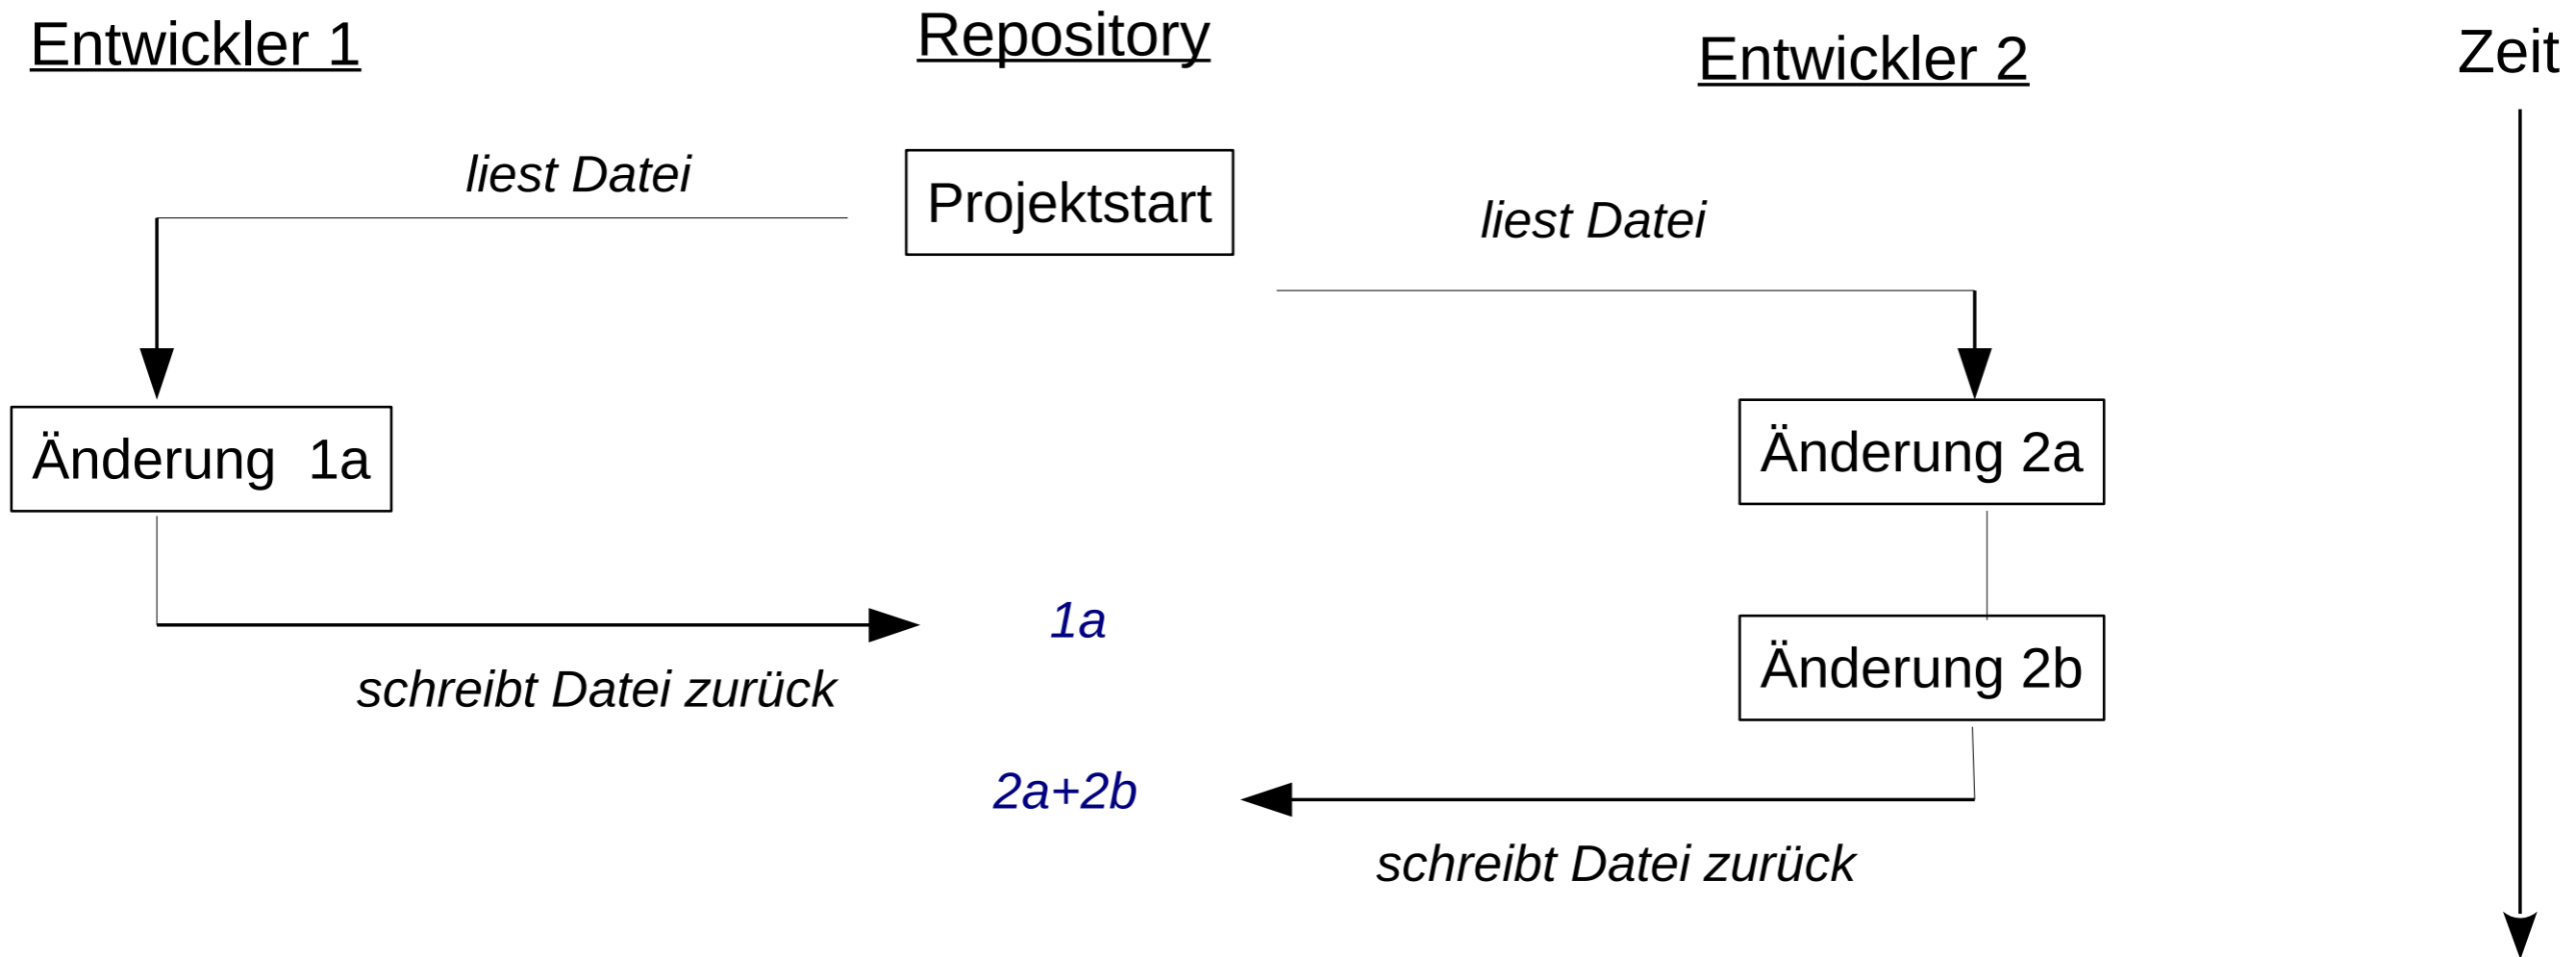 Entwickler 1
Repository
Entwickler 2
Zeit
liest Datei
Projektstart
liest Datei
Änderung 1a
Änderung 2a
1a
Änderung 2b
schreibt Datei zurück
2a+2b
schreibt Datei zurück